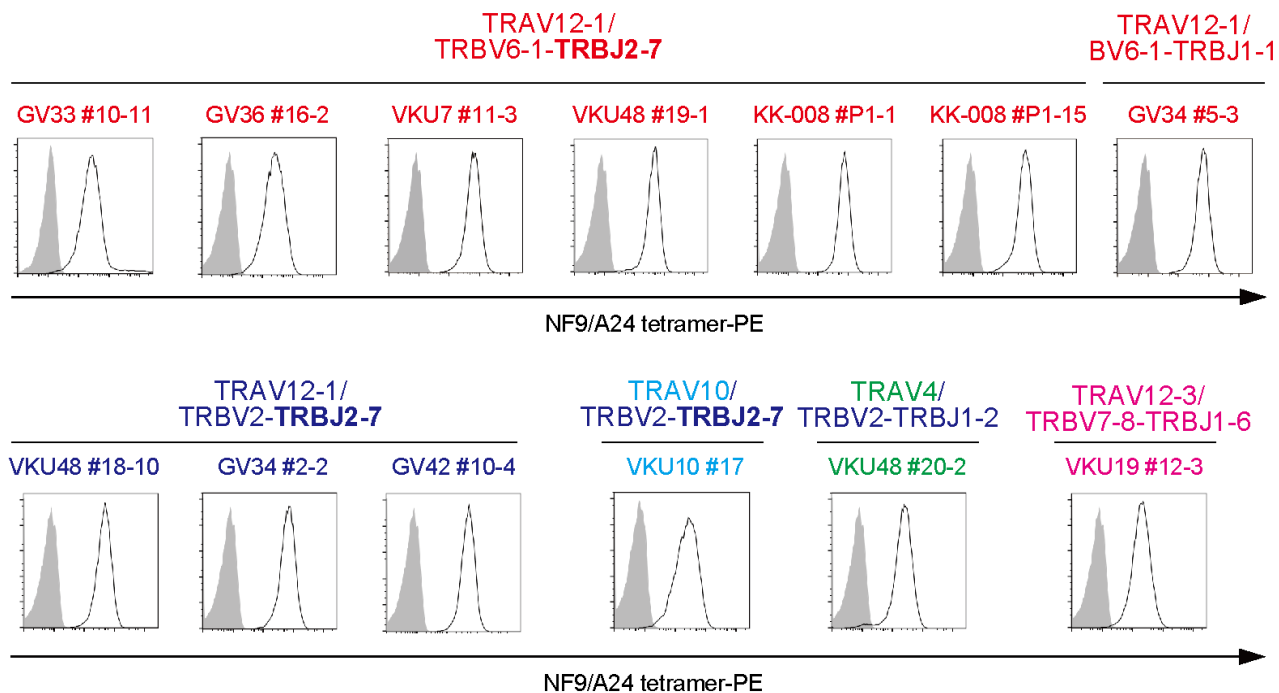 TRAV12-1/
TRBV6-1-TRBJ2-7
TRAV12-1/
BV6-1-TRBJ1-1
GV33 #10-11
GV36 #16-2
VKU7 #11-3
VKU48 #19-1
KK-008 #P1-1
KK-008 #P1-15
GV34 #5-3
NF9/A24 tetramer-PE
TRAV12-1/
TRBV2-TRBJ2-7
TRAV10/
TRBV2-TRBJ2-7
TRAV4/
TRBV2-TRBJ1-2
TRAV12-3/
TRBV7-8-TRBJ1-6
VKU48 #18-10
GV34 #2-2
GV42 #10-4
VKU10 #17
VKU48 #20-2
VKU19 #12-3
NF9/A24 tetramer-PE